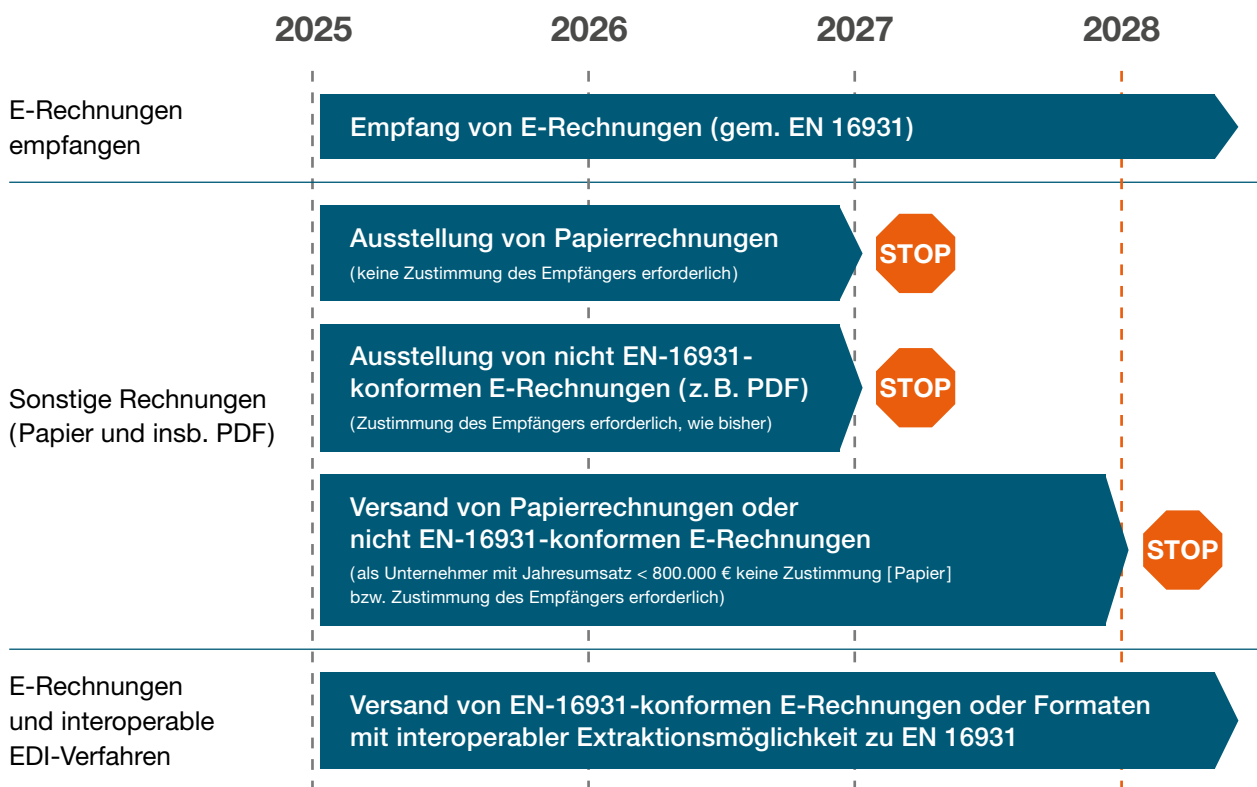 2025 2026 2027 2028
E-Rechnungen
empfangen
Empfang von E-Rechnungen (gem. EN 16931)
Sonstige Rechnungen
(Papier und insb. PDF)
Ausstellung von Papierrechnungen
(keine Zustimmung des Empfängers erforderlich)
STOP
Ausstellung von nicht EN-16931-
konformen E-Rechnungen (z. B. PDF)
(Zustimmung des Empfängers erforderlich, wie bisher)
STOP
Versand von Papierrechnungen oder
nicht EN-16931-konformen E-Rechnungen
(als Unternehmer mit Jahresumsatz < 800.000 € keine Zustimmung [Papier]
bzw. Zustimmung des Empfängers erforderlich)
STOP
E-Rechnungen
und interoperable
EDI-Verfahren
Versand von EN-16931-konformen E-Rechnungen oder Formaten
mit interoperabler Extraktionsmöglichkeit zu EN 16931